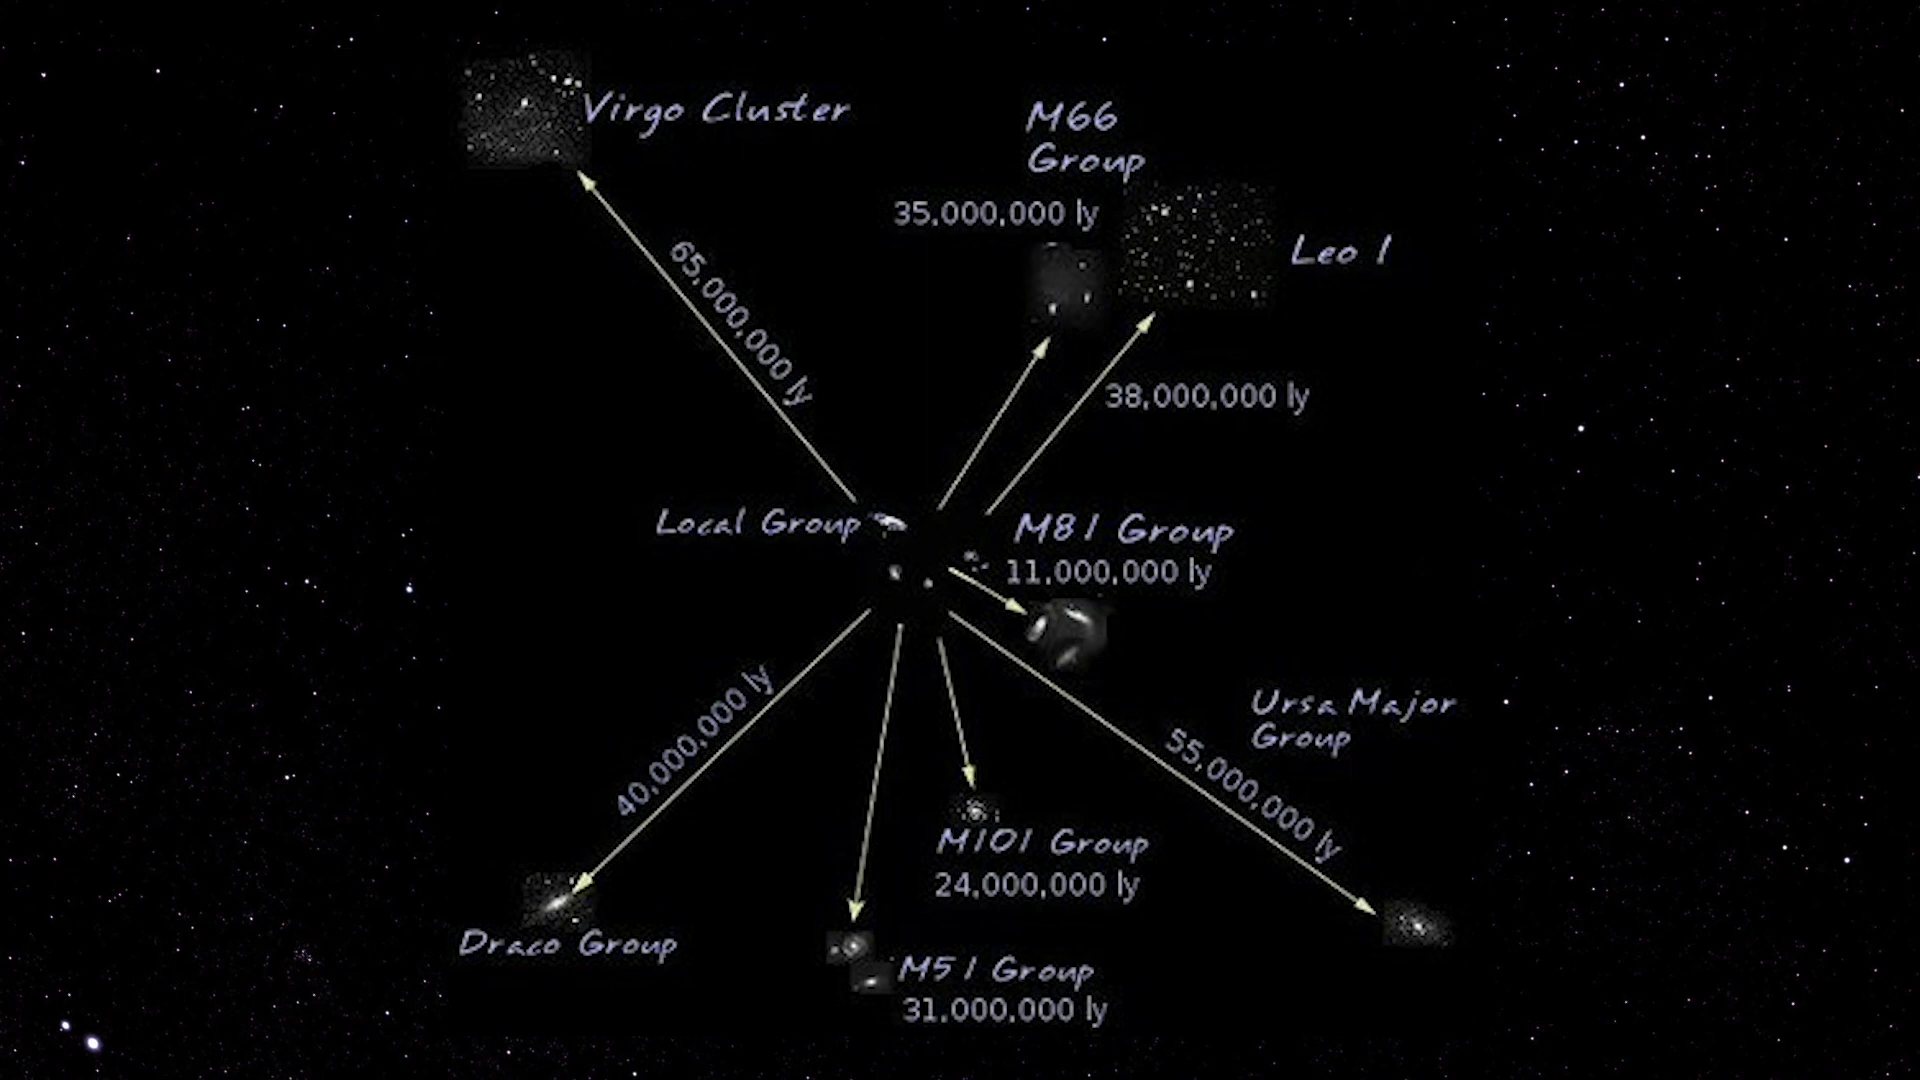 Virgo Cluster
65,000,000 ly
M66
Group
35,000,000 ly
Leo I
38,000,000 ly
Local Group
M81 Group
11,000,000 ly
40,000,000 ly
Draco Group
M51 Group
31,000,000 ly
M101 Group
24,000,000 ly
Ursa Major
Group
55,000,000 ly